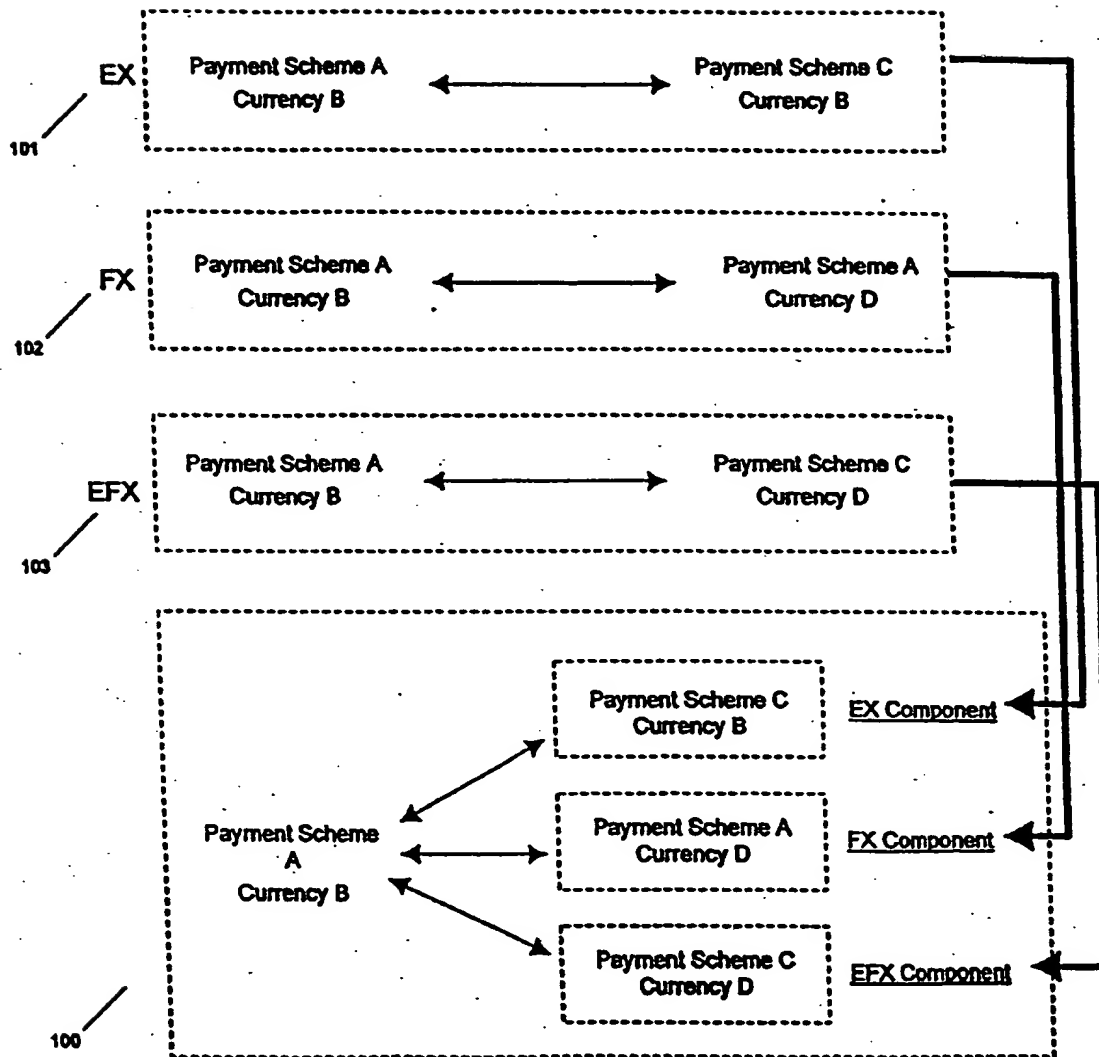 EX
Payment Scheme A
Currency B
Payment Scheme C
Currency B
101
FX
Payment Scheme A
Currency B
Payment Scheme A
Currency D
102
EFX
Payment Scheme A
Currency B
Payment Scheme C
Currency D
103
Payment Scheme C
Currency B
EX Component
Payment Scheme
A
Currency B
Payment Scheme A
Currency D
FX Component
Payment Scheme C
Currency D
EFX Component
100